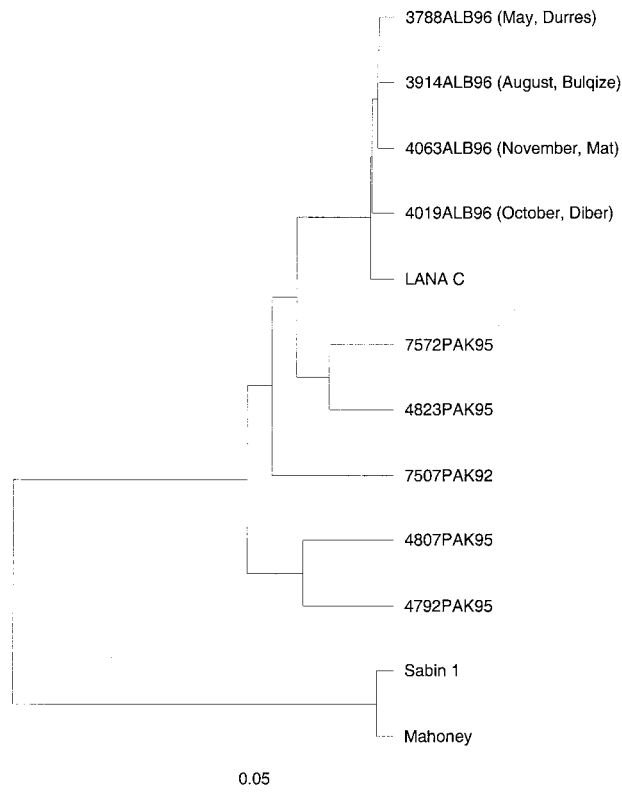 3788ALB96 (May, Durres)
3914ALB96 (August, Bulqize)
4063ALB96 (November, Mat)
4019ALB96 (October, Diber)
LANA C
7572PAK95
4823PAK95
7507PAK92
4807PAK95
4792PAK95
Sabin 1
Mahoney
0.05